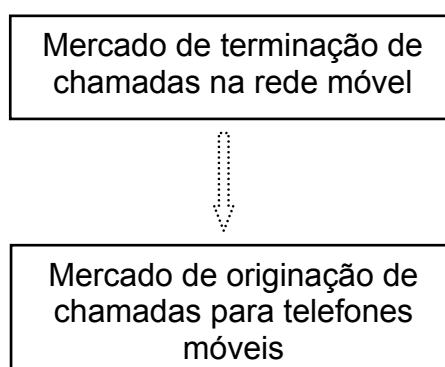 Mercado de terminação de
chamadas na rede móvel
Mercado de originação de
chamadas para telefones
móveis